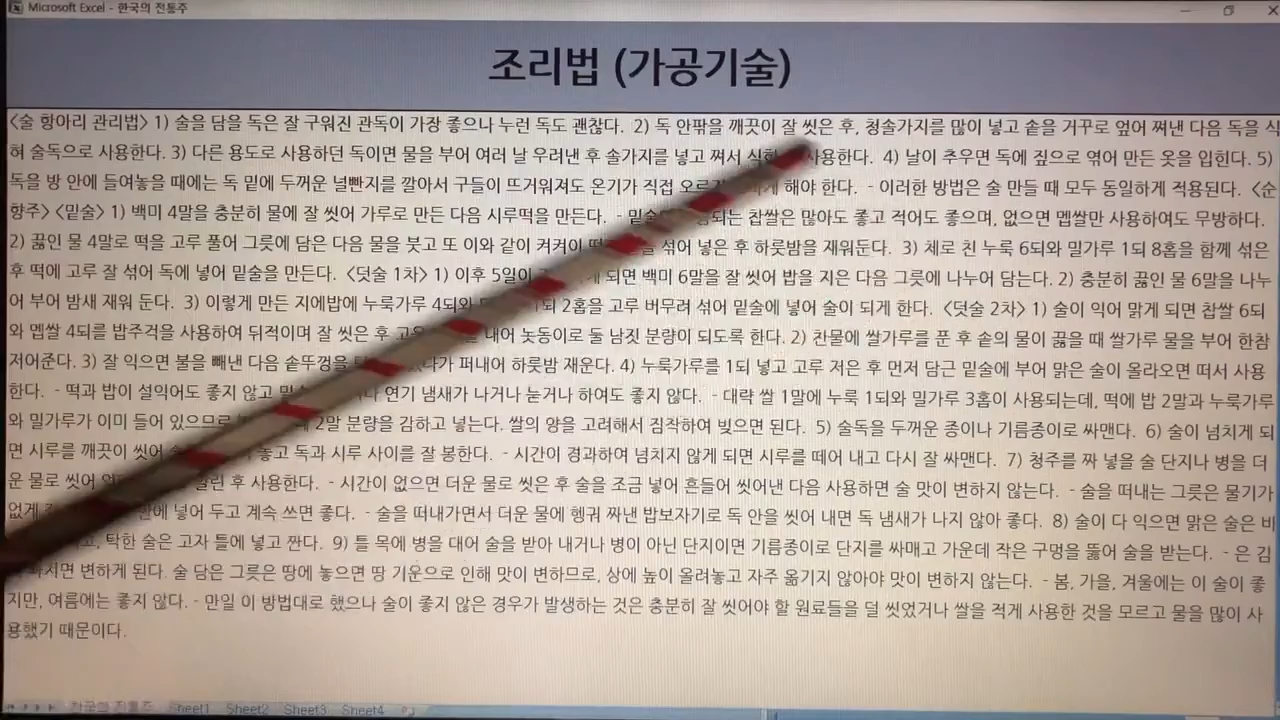 Microsoft Excel - 한국의 전통주
조리법 (가공기술)
<술 항아리 관리법> 1) 술을 담을 독은 잘 구워진 관독이 가장 좋으나 누런 독도 괜찮다. 2) 독 안팎을 깨끗이 잘 씻은 후, 청솔가지를 많이 넣고 솥을 거꾸로 엎어 쪄낸 다음 독을 식
혀 술독으로 사용한다. 3) 다른 용도로 사용하던 독이면 물을 부어 여러 날 우려낸 후 솔가지를 넣고 쪄서 사용한다. 4) 날이 추우면 독에 짚으로 엮어 만든 옷을 입힌다. 5)
독을 방 안에 들여놓을 때에는 독 밑에 두꺼운 널빤지를 깔아서 구들이 뜨거워져도 온기가 직접 해야 한다. - 이러한 방법은 술 만들 때 모두 동일하게 적용된다. <순
향주> <밑술> 1) 백미 4말을 충분히 물에 잘 씻어 가루로 만든 다음 시루떡을 만든다. - 찹쌀은 많아도 좋고 적어도 좋으며, 없으면 멥쌀만 사용하여도 무방하다.
2) 끓인 물 4말로 떡을 고루 풀어 그릇에 담은 다음 물을 붓고 또 이와 같이 켜켜이 섞어 넣은 후 하룻밤을 재워둔다. 3) 체로 친 누룩 6되와 밀가루 1되 8홉을 함께 섞은
후 떡에 고루 잘 섞어 독에 넣어 밑술을 만든다. <덧술 1차> 1) 이후 5일이 되면 백미 6말을 잘 씻어 밥을 지은 다음 그릇에 나누어 담는다. 2) 충분히 끓인 물 6말을 나누
어 부어 밤새 재워 둔다. 3) 이렇게 만든 지에밥에 누룩가루 4되와 2홉을 고루 버무려 섞어 밑술에 넣어 술이 되게 한다. <덧술 2차> 1) 술이 익어 맑게 되면 찹쌀 6되
와 멥쌀 4되를 밥주걱을 사용하여 뒤적이며 잘 씻은 후 내어 놋동이로 둘 남짓 분량이 되도록 한다. 2) 찬물에 쌀가루를 푼 후 솥의 물이 끓을 때 쌀가루 물을 부어 한참
저어준다. 3) 잘 익으면 불을 빼낸 다음 솥뚜껑을 퍼내어 하룻밤 재운다. 4) 누룩가루를 1되 넣고 고루 저은 후 먼저 담근 밑술에 부어 맑은 술이 올라오면 떠서 사용
한다. - 떡과 밥이 설익어도 좋지 않고 연기 냄새가 나거나 눋거나 하여도 좋지 않다. - 대략 쌀 1말에 누룩 1되와 밀가루 3홉이 사용되는데, 떡에 밥 2말과 누룩가루
와 밀가루가 이미 들어 있으므로 2말 분량을 감하고 넣는다. 쌀의 양을 고려해서 짐작하여 빚으면 된다. 5) 술독을 두꺼운 종이나 기름종이로 싸맨다. 6) 술이 넘치게 되
면 시루를 깨끗이 씻어 놓고 독과 시루 사이를 잘 봉한다. - 시간이 경과하여 넘치지 않게 되면 시루를 떼어 내고 다시 잘 싸맨다. 7) 청주를 짜 넣을 술 단지나 병을 더
운 물로 씻어 후 사용한다. - 시간이 없으면 더운 물로 씻은 후 술을 조금 넣어 흔들어 씻어낸 다음 사용하면 술 맛이 변하지 않는다. - 술을 떠내는 그릇은 물기가
없게 안에 넣어 두고 계속 쓰면 좋다. - 술을 떠내가면서 더운 물에 헹궈 짜낸 밥보자기로 독 안을 씻어 내면 독 냄새가 나지 않아 좋다. 8) 술이 다 익으면 맑은 술은 비
탁한 술은 고자 틀에 넣고 짠다. 9) 틀 목에 병을 대어 술을 받아 내거나 병이 아닌 단지이면 기름종이로 단지를 싸매고 가운데 작은 구멍을 뚫어 술을 받는다. - 은 김
변하게 된다. 술 담은 그릇은 땅에 놓으면 땅 기운으로 인해 맛이 변하므로, 상에 높이 올려놓고 자주 옮기지 않아야 맛이 변하지 않는다. - 봄, 가을, 겨울에는 이 술이 좋
지만, 여름에는 좋지 않다. - 만일 이 방법대로 했으나 술이 좋지 않은 경우가 발생하는 것은 충분히 잘 씻어야 할 원료들을 덜 씻었거나 쌀을 적게 사용한 것을 모르고 물을 많이 사
용했기 때문이다.
한국의 전통주 Sheet1 Sheet2 Sheet3 Sheet4